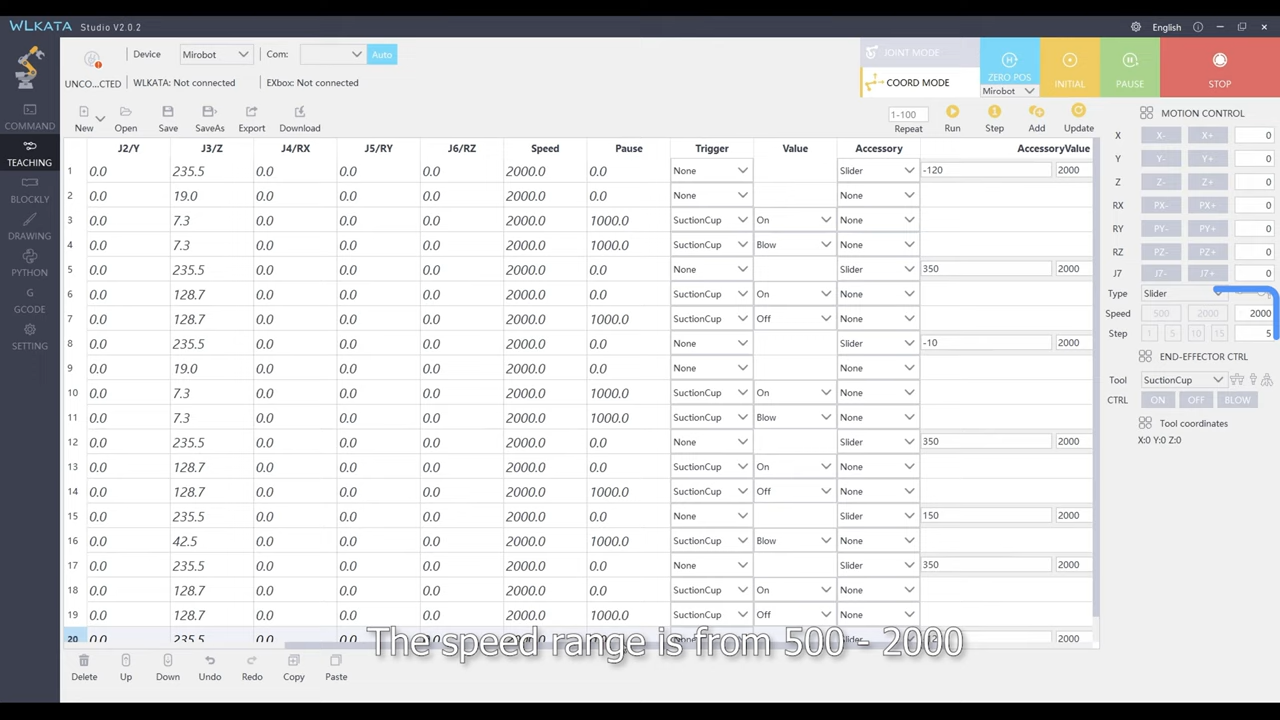 WLKATA Studio V2.0.2 English
Device Mirobot Com: Auto JOINT MODE
UNCO...CTED WLKATA: Not connected EXbox: Not connected COORD MODE ZERO POS Mirobot INITIAL PAUSE STOP
COMMAND
TEACHING
BLOCKLY
DRAWING
PYTHON
GCODE
SETTING
New Open Save SaveAs Export Download 1-100 Repeat Run Step Add Update
J2/Y J3/Z J4/RX J5/RY J6/RZ Speed Pause Trigger Value Accessory AccessoryValue
1 0.0 235.5 0.0 0.0 0.0 2000.0 0.0 None Slider -120 2000
2 0.0 19.0 0.0 0.0 0.0 2000.0 0.0 None None
3 0.0 7.3 0.0 0.0 0.0 2000.0 1000.0 SuctionCup On None
4 0.0 7.3 0.0 0.0 0.0 2000.0 1000.0 SuctionCup Blow None
5 0.0 235.5 0.0 0.0 0.0 2000.0 0.0 None Slider 350 2000
6 0.0 128.7 0.0 0.0 0.0 2000.0 0.0 SuctionCup On None
7 0.0 128.7 0.0 0.0 0.0 2000.0 1000.0 SuctionCup Off None
8 0.0 235.5 0.0 0.0 0.0 2000.0 0.0 None Slider -10 2000
9 0.0 19.0 0.0 0.0 0.0 2000.0 0.0 None None
10 0.0 7.3 0.0 0.0 0.0 2000.0 1000.0 SuctionCup On None
11 0.0 7.3 0.0 0.0 0.0 2000.0 1000.0 SuctionCup Blow None
12 0.0 235.5 0.0 0.0 0.0 2000.0 0.0 None Slider 350 2000
13 0.0 128.7 0.0 0.0 0.0 2000.0 0.0 SuctionCup On None
14 0.0 128.7 0.0 0.0 0.0 2000.0 1000.0 SuctionCup Off None
15 0.0 235.5 0.0 0.0 0.0 2000.0 0.0 None Slider 150 2000
16 0.0 42.5 0.0 0.0 0.0 2000.0 1000.0 SuctionCup Blow None
17 0.0 235.5 0.0 0.0 0.0 2000.0 0.0 None Slider 350 2000
18 0.0 128.7 0.0 0.0 0.0 2000.0 0.0 SuctionCup On None
19 0.0 128.7 0.0 0.0 0.0 2000.0 1000.0 SuctionCup Off None
20 0.0 235.5 2000
The speed range is from 500 - 2000
Delete Up Down Undo Redo Copy Paste
MOTION CONTROL
X X- X+ 0
Y Y- Y+ 0
Z Z- Z+ 0
RX PX- PX+ 0
RY PY- PY+ 0
RZ PZ- PZ+ 0
J7 J7- J7+ 0
Type Slider
Speed 500 2000 2000
Step 1 5 10 15 5
END-EFFECTOR CTRL
Tool SuctionCup
CTRL ON OFF BLOW
Tool coordinates
X:0 Y:0 Z:0